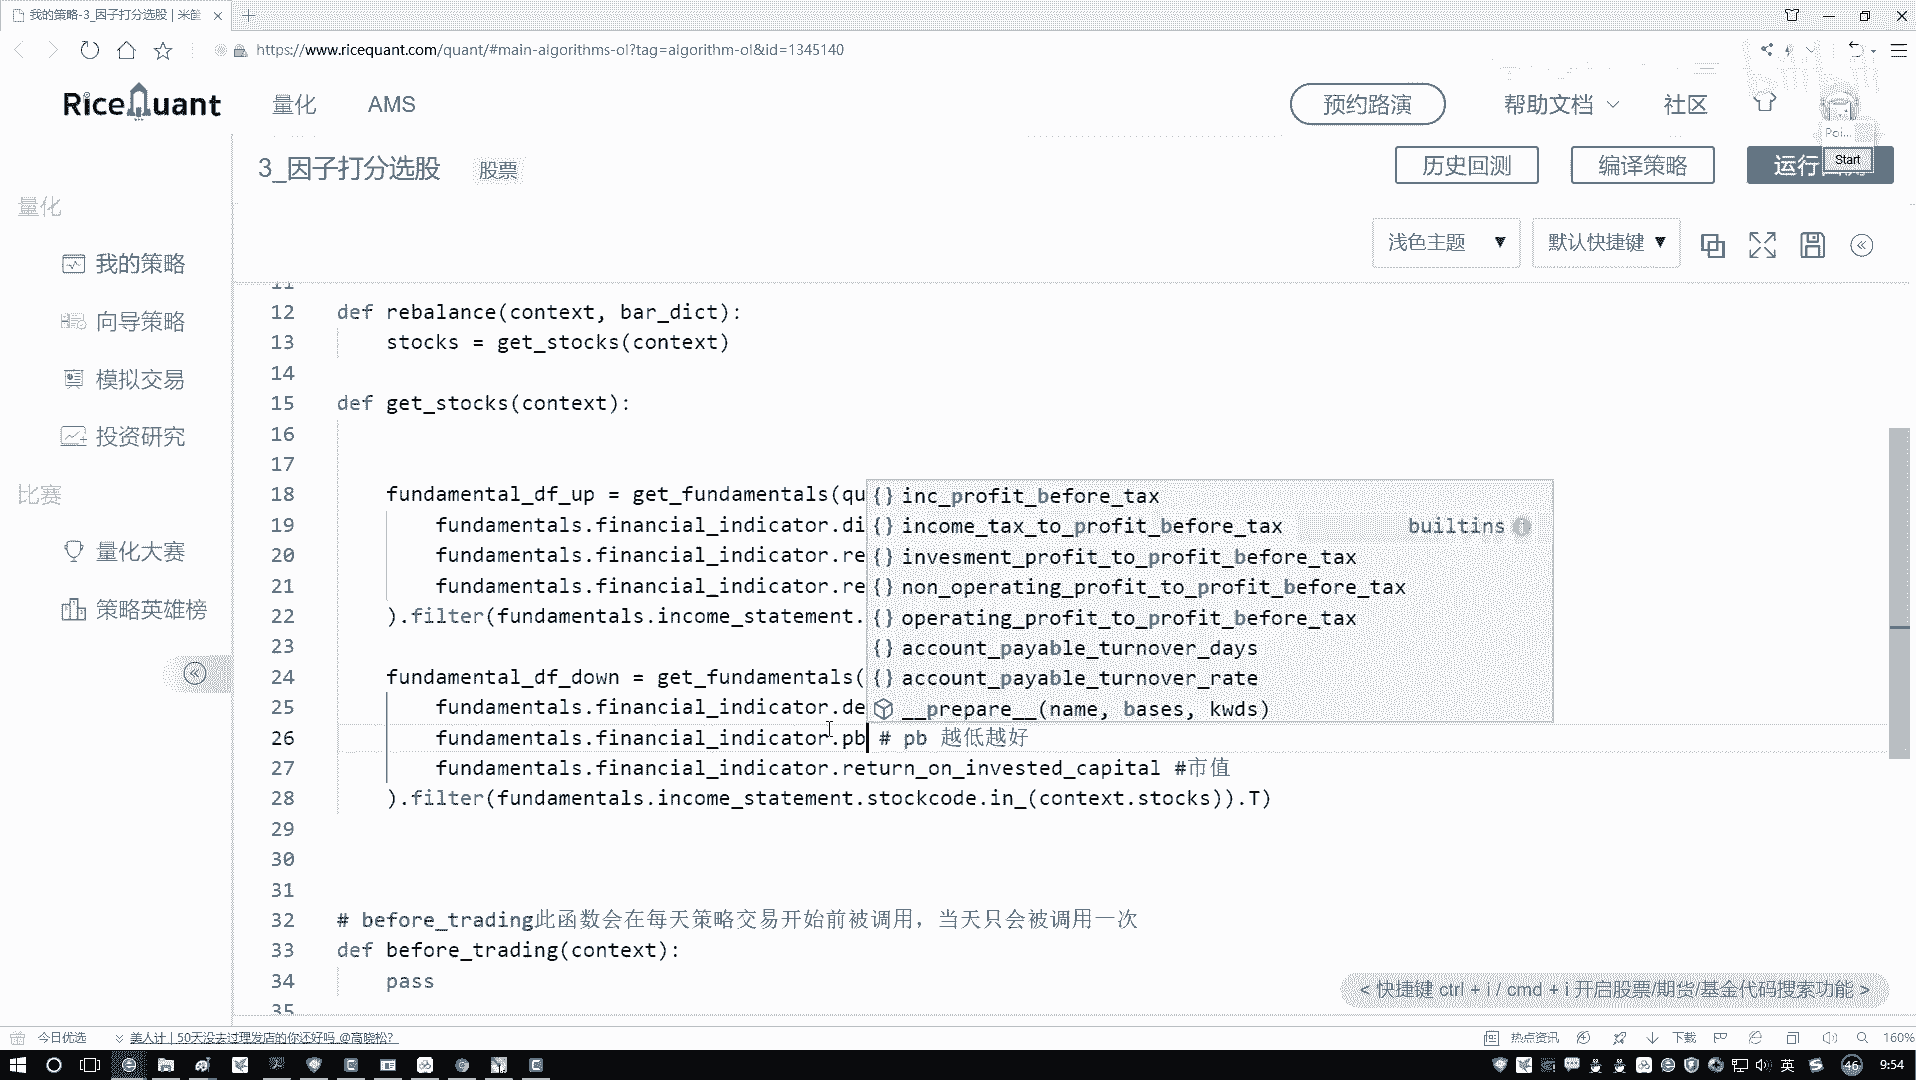 我的策略-3_因子打分选股 | 米筐
https://www.ricequant.com/quant/#main-algorithms-ol?tag=algorithm-ol&id=1345140
RiceQuant 量化 AMS 预约路演 帮助文档 社区
Poi...
Start
3_因子打分选股 股票 历史回测 编译策略 运行
浅色主题 默认快捷键
量化
我的策略
向导策略
模拟交易
投资研究
比赛
量化大赛
策略英雄榜
11
12 def rebalance(context, bar_dict):
13 stocks = get_stocks(context)
14
15 def get_stocks(context):
16
17
18 fundamental_df_up = get_fundamentals(qu
19 fundamentals.financial_indicator.di
20 fundamentals.financial_indicator.re
21 fundamentals.financial_indicator.re
22 ).filter(fundamentals.income_statement.
23
24 fundamental_df_down = get_fundamentals(
25 fundamentals.financial_indicator.de
26 fundamentals.financial_indicator.pb # pb 越低越好
27 fundamentals.financial_indicator.return_on_invested_capital #市值
28 ).filter(fundamentals.income_statement.stockcode.in_(context.stocks)).T)
29
30
31
32 # before_trading此函数会在每天策略交易开始前被调用，当天只会被调用一次
33 def before_trading(context):
34 pass
35
{} inc_profit_before_tax
{} income_tax_to_profit_before_tax builtins
{} invesment_profit_to_profit_before_tax
{} non_operating_profit_to_profit_before_tax
{} operating_profit_to_profit_before_tax
{} account_payable_turnover_days
{} account_payable_turnover_rate
__prepare__(name, bases, kwds)
< 快捷键 ctrl + i / cmd + i 开启股票/期货/基金代码搜索功能 >
今日优选 美人计 | 50天没去过理发店的你还好吗 @高晓松? 热点资讯 下载 160%
英 46 9:54